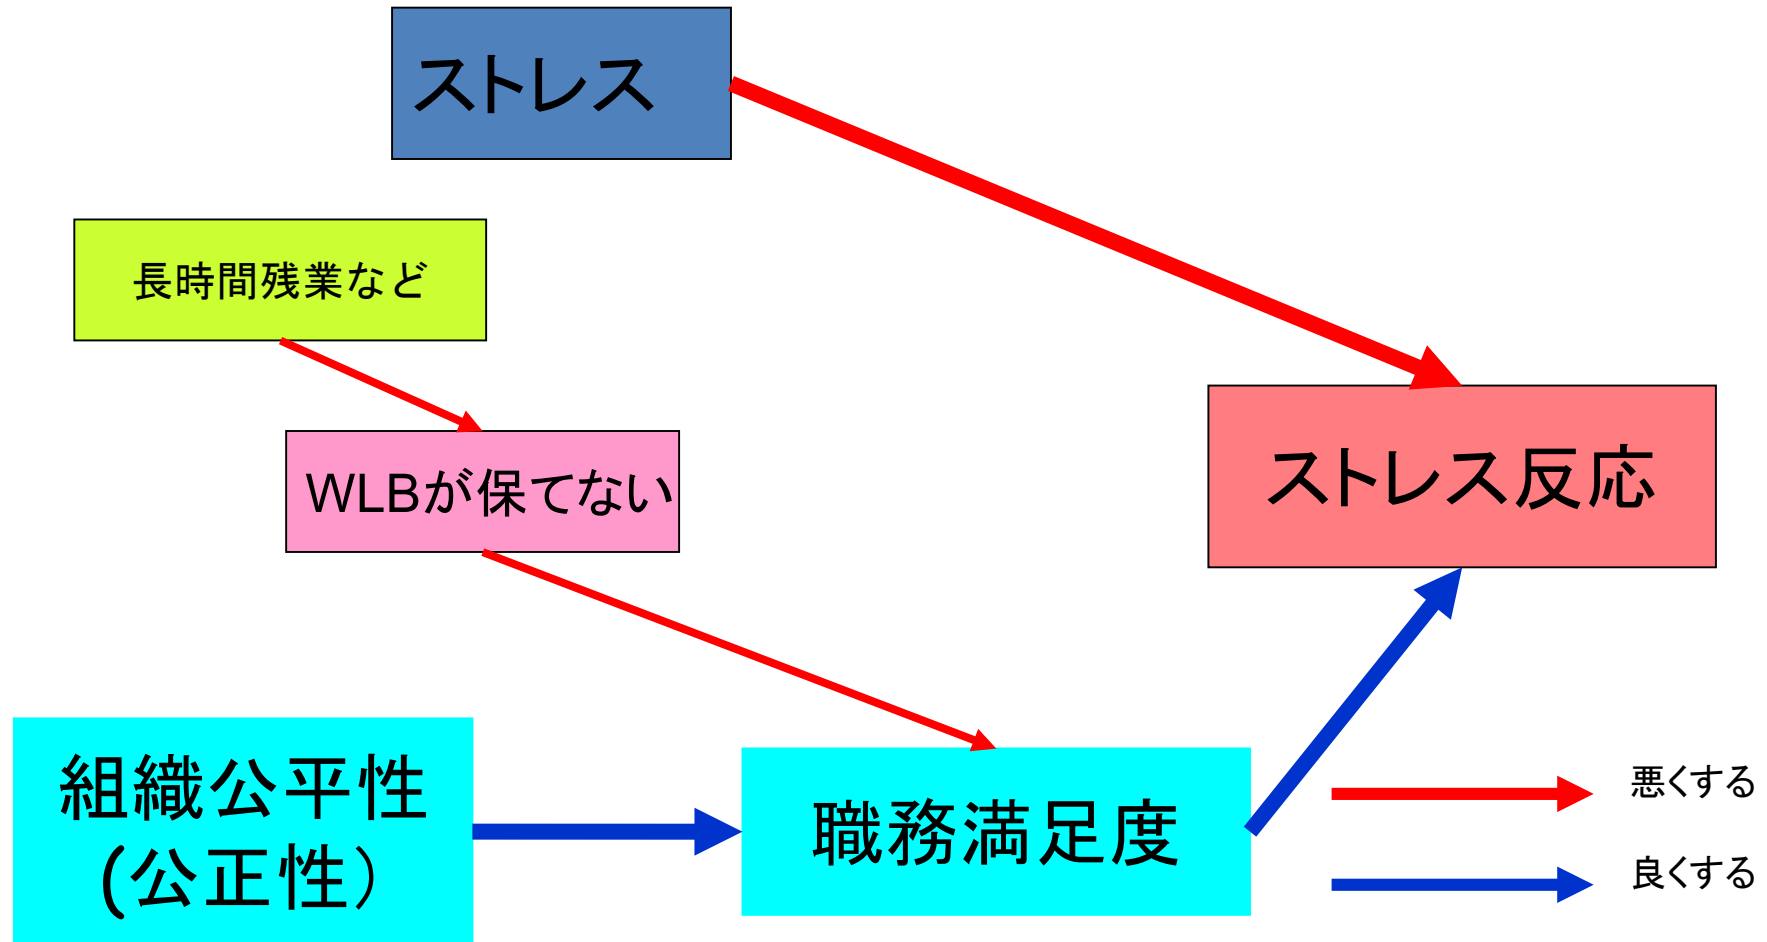 ストレス
長時間残業など
WLBが保てない
ストレス反応
組織公平性
(公正性）
職務満足度
悪くする
良くする